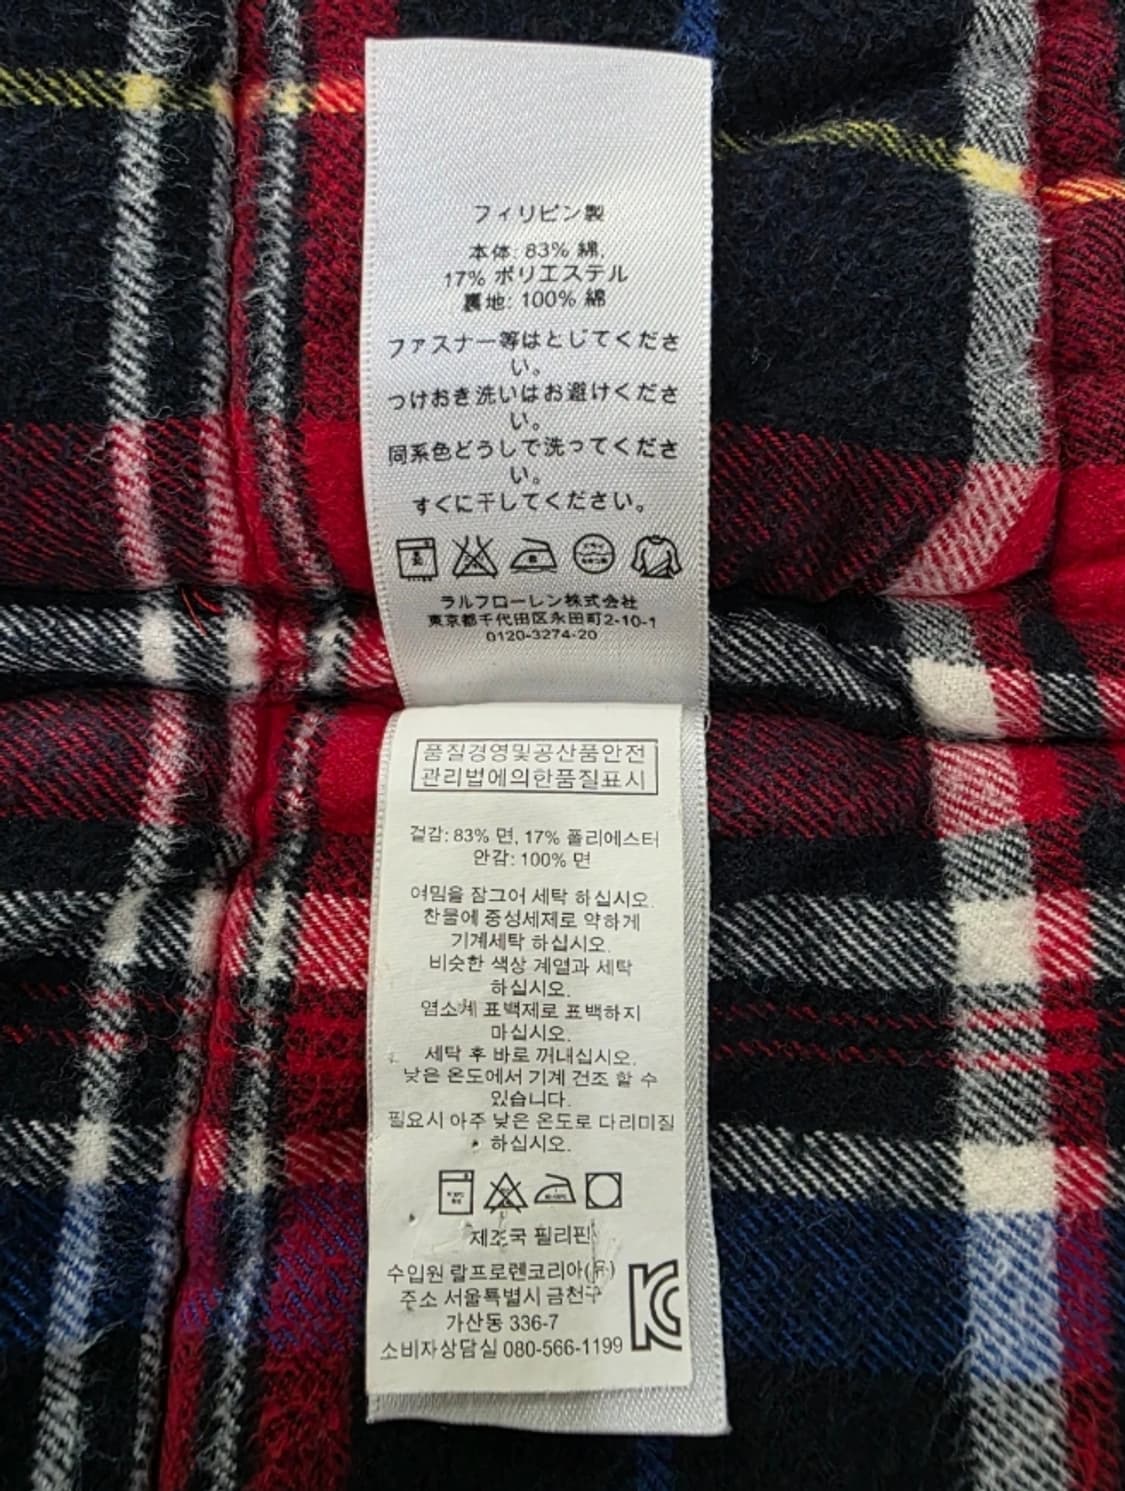 フィリピン製
本体: 83% 綿,
17% ポリエステル
裏地: 100% 綿
ファスナー等はとじてくださ
い。
つけおき洗いはお避けくださ
い。
同系色どうしで洗ってくださ
い。
すぐに干してください。
ラルフローレン株式会社
東京都千代田区永田町2-10-1
0120-3274-20
품질경영및공산품안전
관리법에의한품질표시
겉감: 83% 면, 17% 폴리에스터
안감: 100% 면
여밈을 잠그어 세탁 하십시오.
찬물에 중성세제로 약하게
기계세탁 하십시오.
비슷한 색상 계열과 세탁
하십시오.
염소계 표백제로 표백하지
마십시오.
세탁 후 바로 꺼내십시오.
낮은 온도에서 기계 건조 할 수
있습니다.
필요시 아주 낮은 온도로 다리미질
하십시오.
제조국 필리핀
수입원 랄프로렌코리아(유)
주소 서울특별시 금천구
가산동 336-7
소비자상담실 080-566-1199